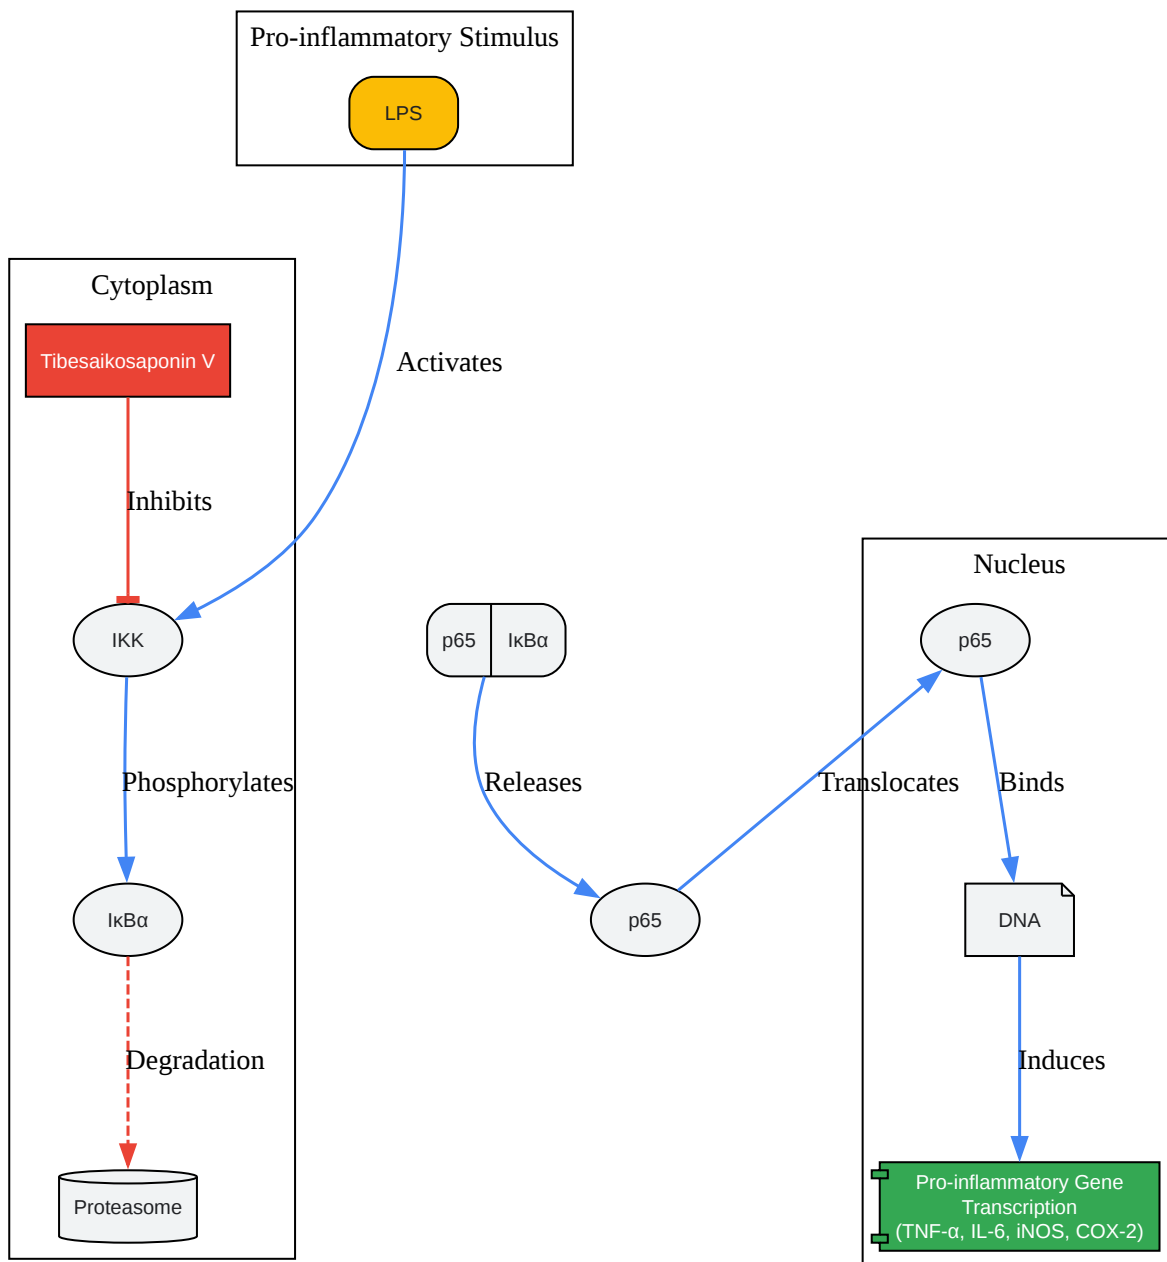 Pro-inflammatory Stimulus
LPS
Activates
Cytoplasm
Tibesaikosaponin V
Inhibits
IKK
Phosphorylates
IκBα
Degradation
Proteasome
p65
IκBα
Releases
p65
Translocates
Nucleus
p65
Binds
DNA
Induces
Pro-inflammatory Gene
Transcription
(TNF-α, IL-6, iNOS, COX-2)